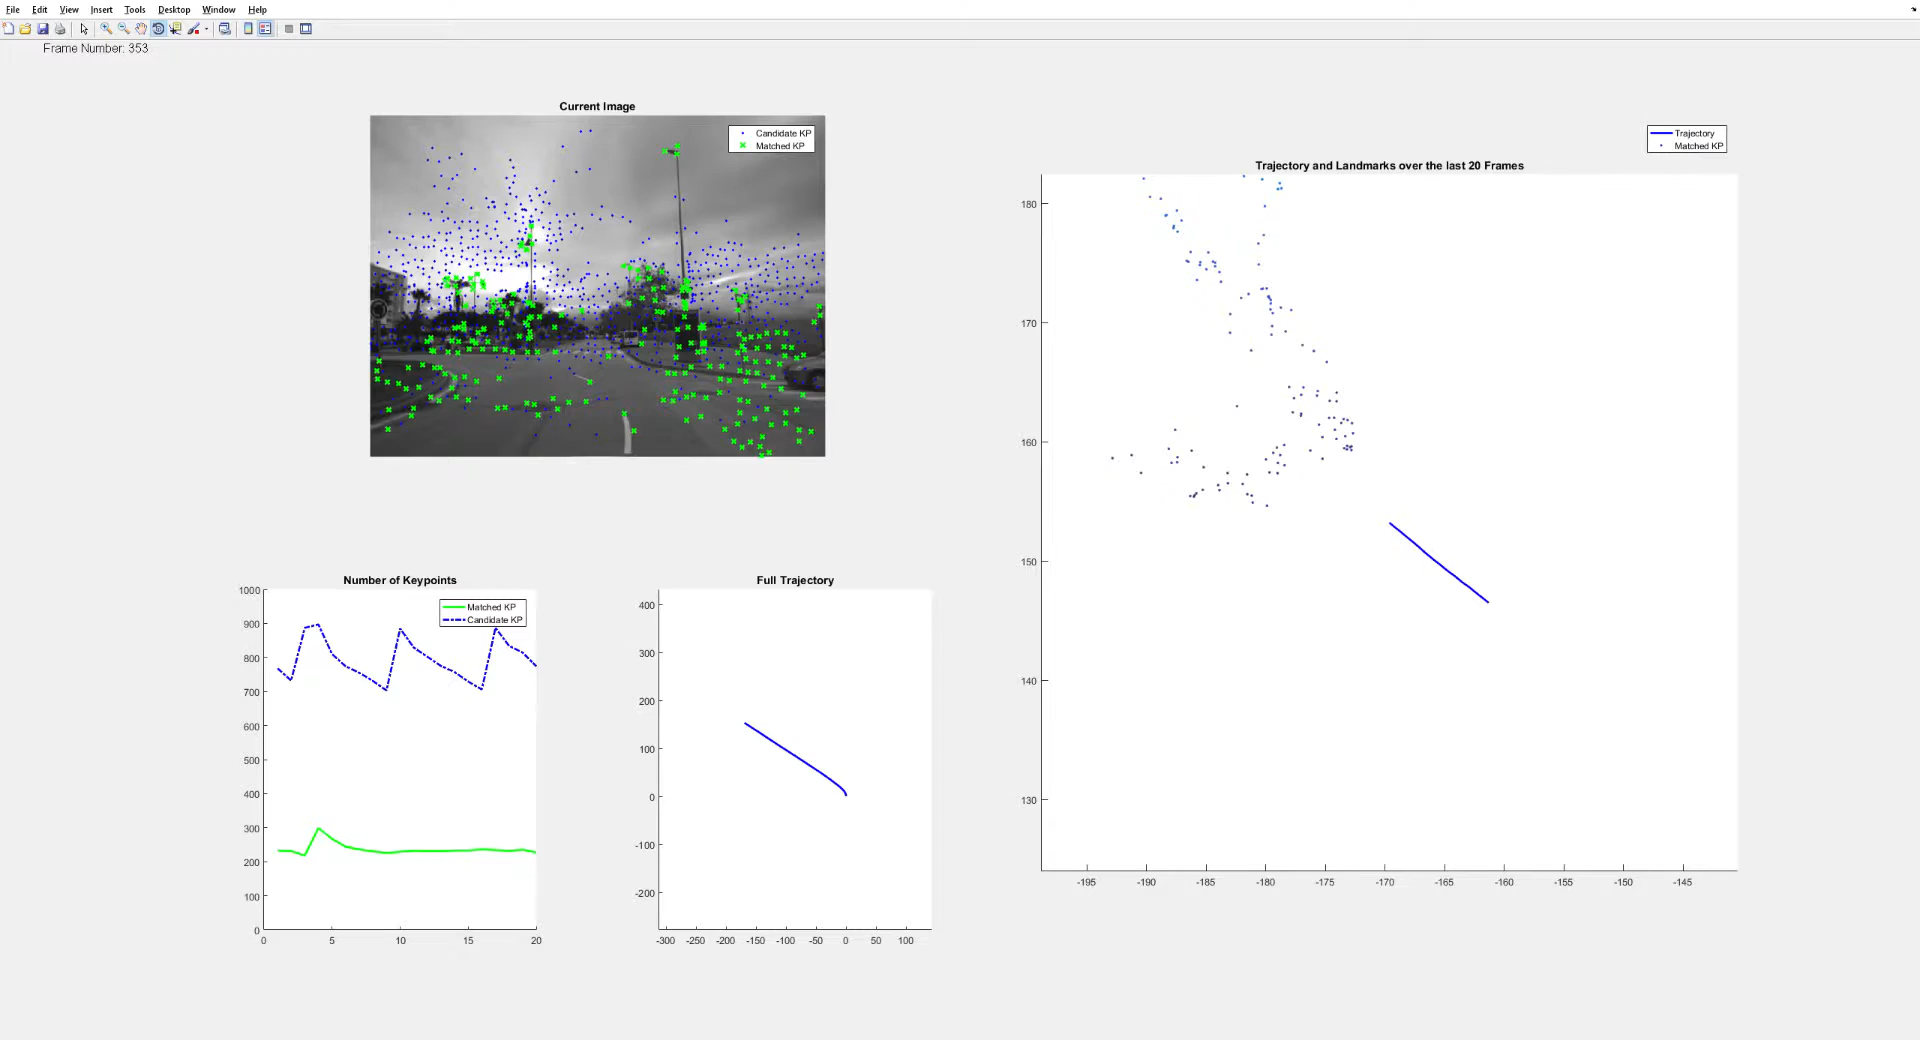 File Edit View Insert Tools Desktop Window Help
Frame Number: 353
Current Image
Candidate KP
Matched KP
Trajectory
Matched KP
Trajectory and Landmarks over the last 20 Frames
180
170
160
150
140
130
-195 -190 -185 -180 -175 -170 -165 -160 -155 -150 -145
Number of Keypoints
Matched KP
Candidate KP
1000
900
800
700
600
500
400
300
200
100
0
0 5 10 15 20
Full Trajectory
400
300
200
100
0
-100
-200
-300 -250 -200 -150 -100 -50 0 50 100